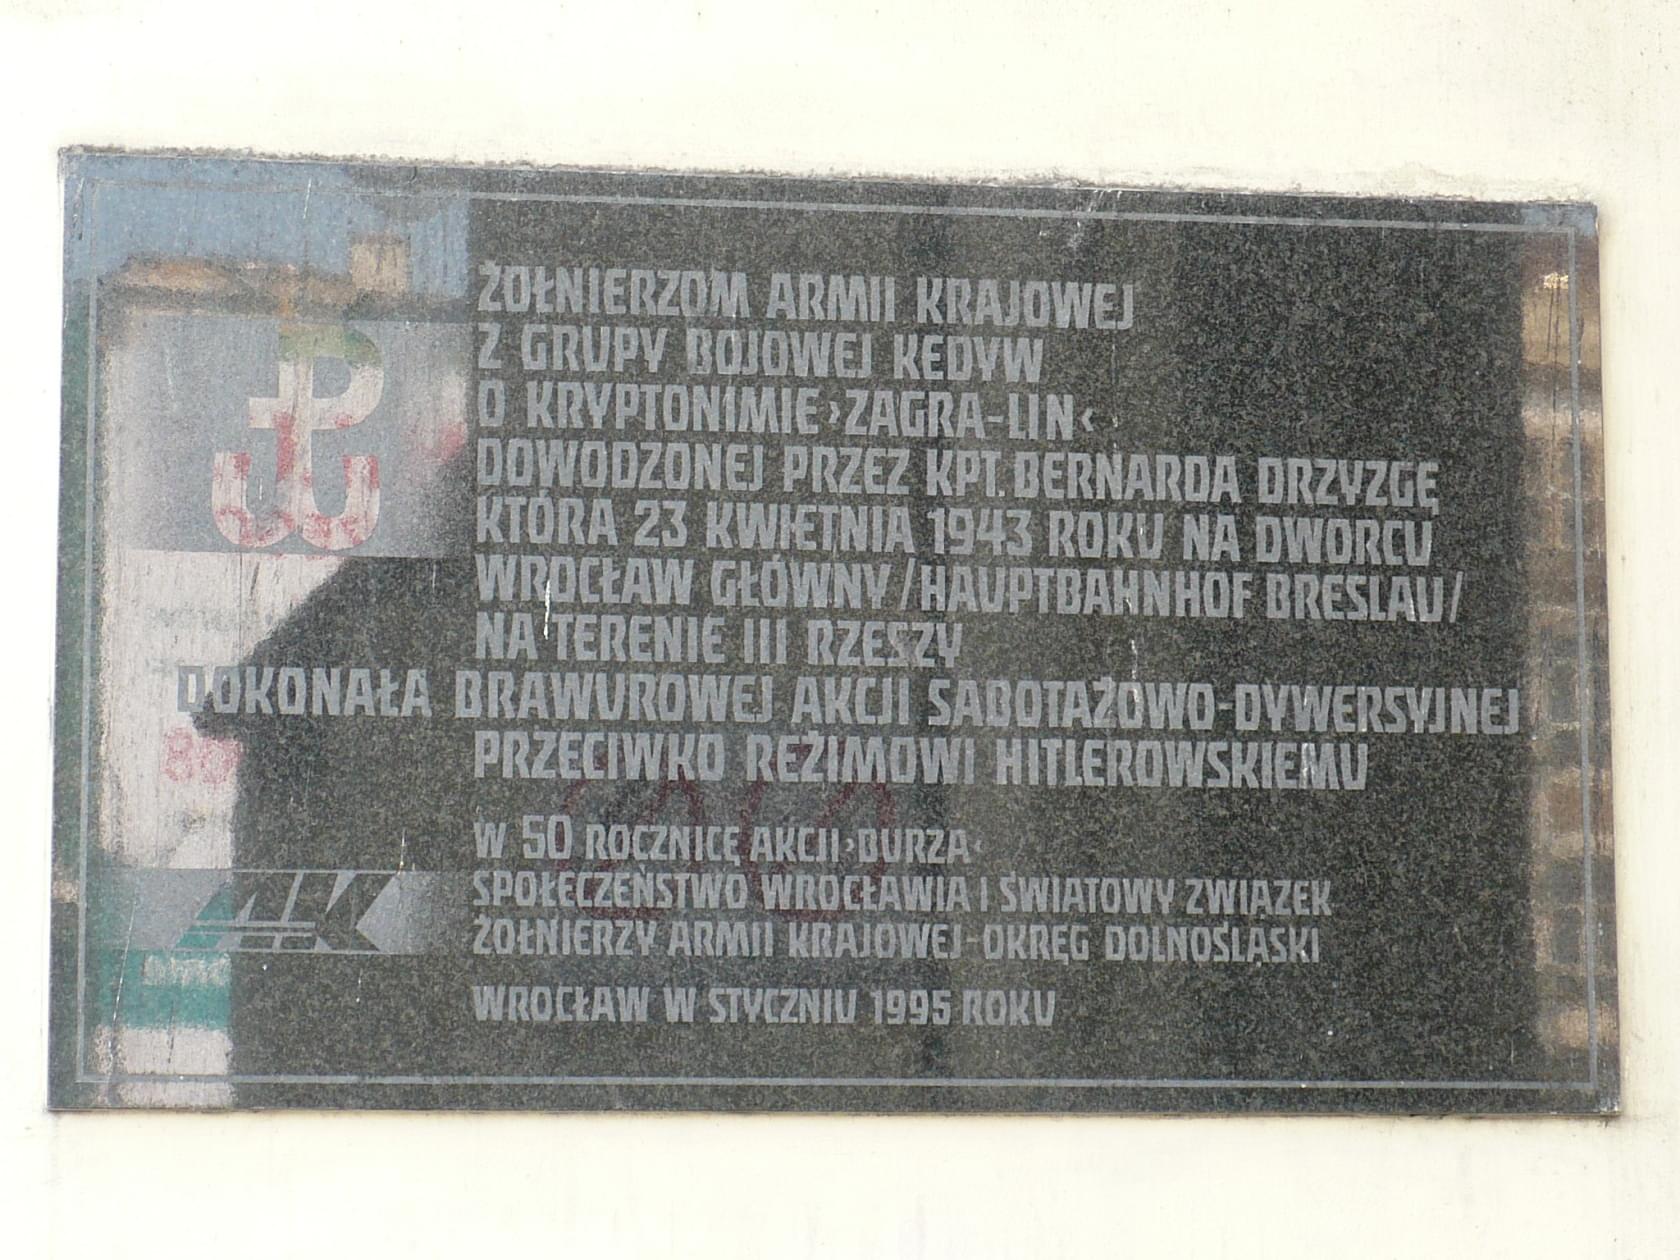 ŻOŁNIERZOM ARMII KRAJOWEJ
Z GRUPY BOJOWEJ KEDYW
O KRYPTONIMIE ›ZAGRA-LIN‹
DOWODZONEJ PRZEZ KPT. BERNARDA DRZYZGĘ
KTÓRA 23 KWIETNIA 1943 ROKU NA DWORCU
WROCŁAW GŁÓWNY /HAUPTBAHNHOF BRESLAU/
NA TERENIE III RZESZY
DOKONAŁA BRAWUROWEJ AKCJI SABOTAŻOWO-DYWERSYJNEJ
PRZECIWKO REŻIMOWI HITLEROWSKIEMU
W 50 ROCZNICĘ AKCJI ›BURZA‹
SPOŁECZEŃSTWO WROCŁAWIA I ŚWIATOWY ZWIĄZEK
ŻOŁNIERZY ARMII KRAJOWEJ-OKRĘG DOLNOŚLĄSKI
WROCŁAW W STYCZNIU 1995 ROKU
AK